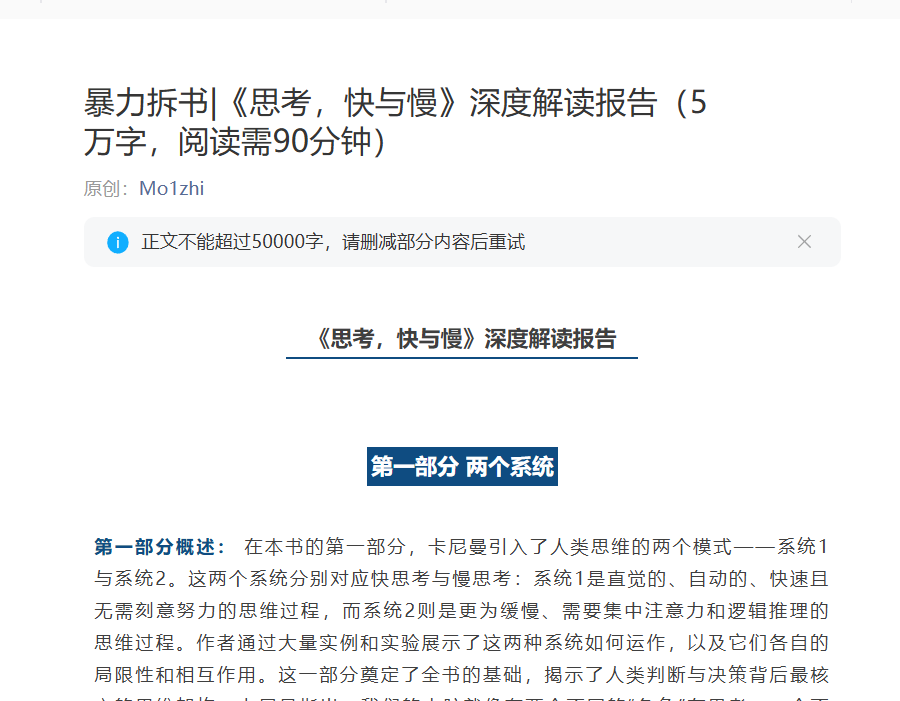 暴力拆书|《思考，快与慢》深度解读报告（5
万字，阅读需90分钟）
原创：Mo1zhi
正文不能超过50000字，请删减部分内容后重试
《思考，快与慢》深度解读报告
第一部分 两个系统
第一部分概述： 在本书的第一部分，卡尼曼引入了人类思维的两个模式——系统1
与系统2。这两个系统分别对应快思考与慢思考：系统1是直觉的、自动的、快速且
无需刻意努力的思维过程，而系统2则是更为缓慢、需要集中注意力和逻辑推理的
思维过程。作者通过大量实例和实验展示了这两种系统如何运作，以及它们各自的
局限性和相互作用。这一部分奠定了全书的基础，揭示了人类判断与决策背后最核